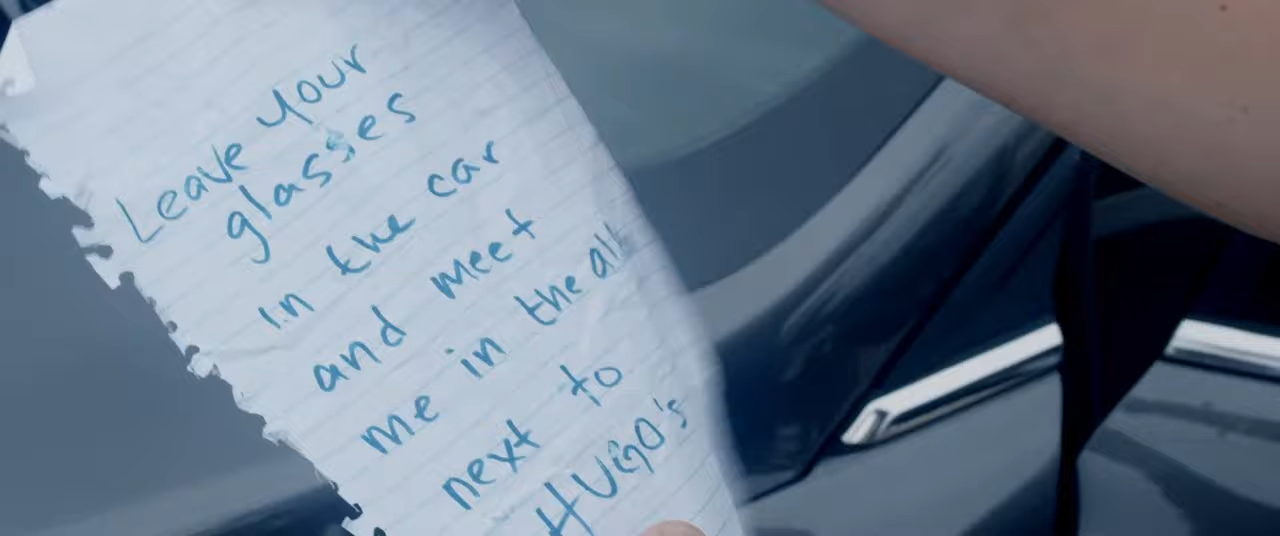 Leave your
glasses
in the car
and meet
me in the
next to
HUGO's